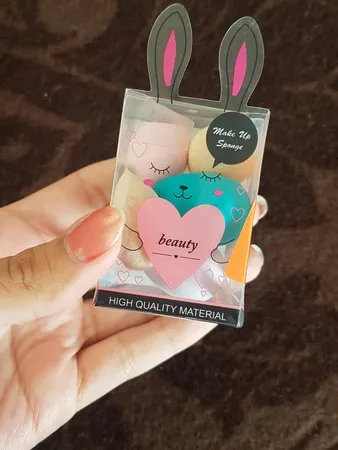 Make Up
Sponge
beauty
HIGH QUALITY MATERIAL